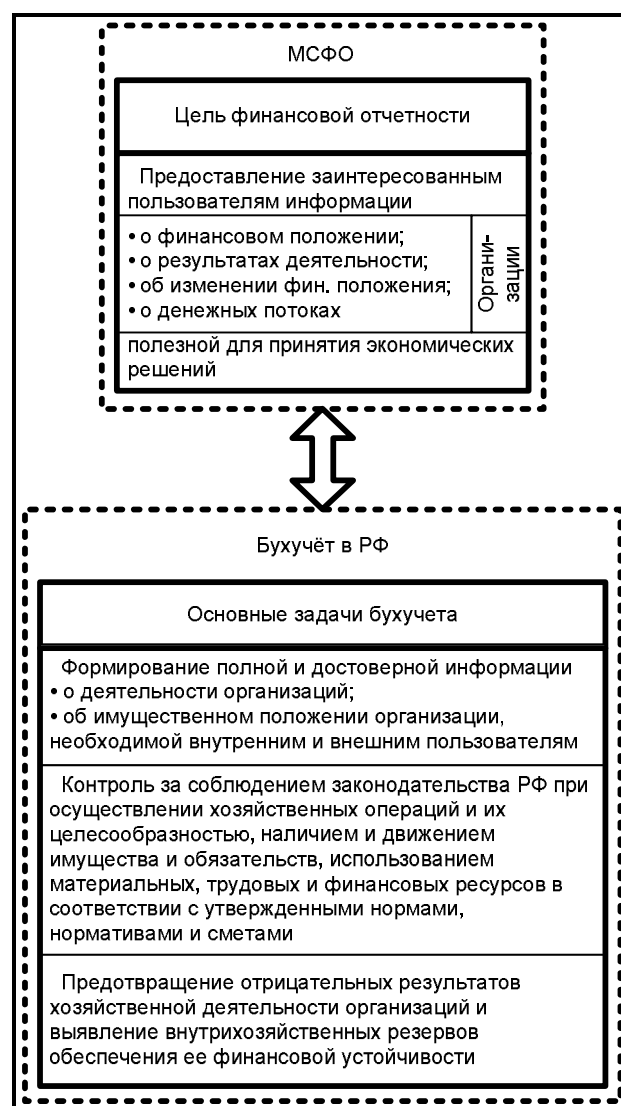 МСФО
Цель финансовой отчетности
Предоставление заинтересованным
пользователям информации
• о финансовом положении;
• о результатах деятельности;
• об изменении фин. положения;
• о денежных потоках
Органи-
зации
полезной для принятия экономических
решений
Бухучёт в РФ
Основные задачи бухучета
Формирование полной и достоверной информации
• о деятельности организаций;
• об имущественном положении организации,
необходимой внутренним и внешним пользователям
Контроль за соблюдением законодательства РФ при
осуществлении хозяйственных операций и их
целесообразностью, наличием и движением
имущества и обязательств, использованием
материальных, трудовых и финансовых ресурсов в
соответствии с утвержденными нормами,
нормативами и сметами
Предотвращение отрицательных результатов
хозяйственной деятельности организаций и
выявление внутрихозяйственных резервов
обеспечения ее финансовой устойчивости